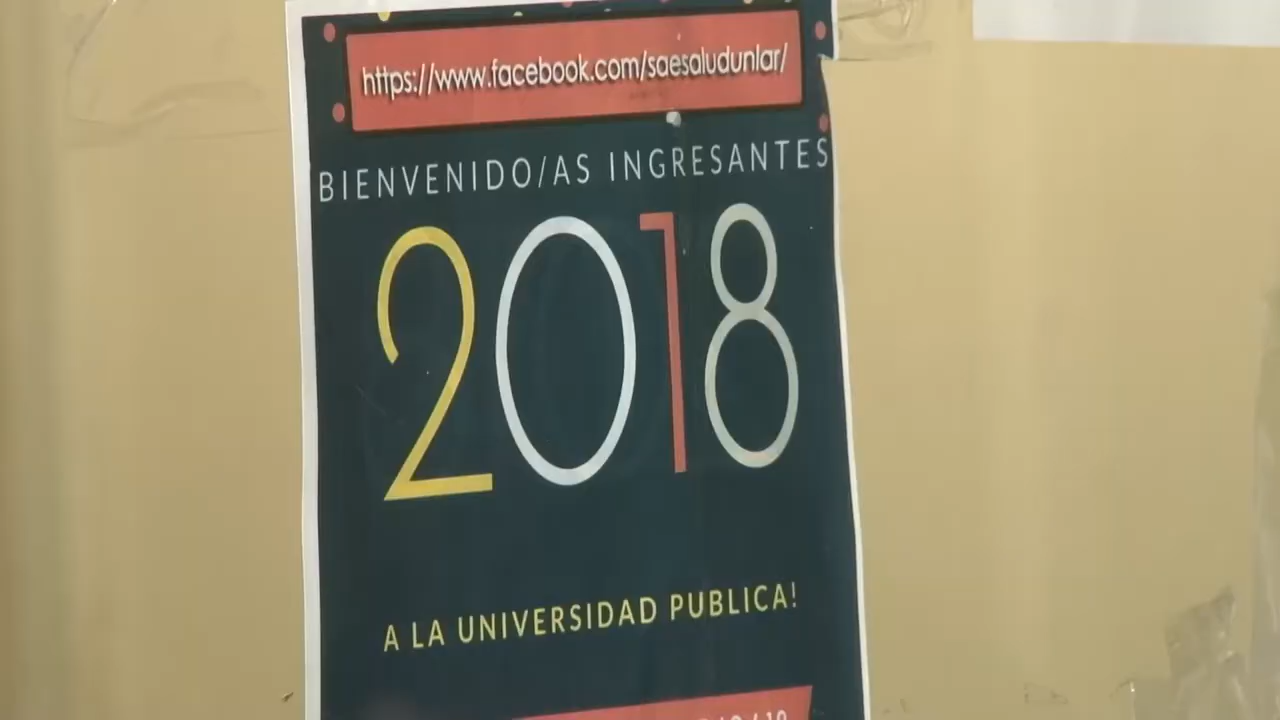 https://www.facebook.com/saesaludunlar/
BIENVENIDO/AS INGRESANTES
2018
A LA UNIVERSIDAD PUBLICA!